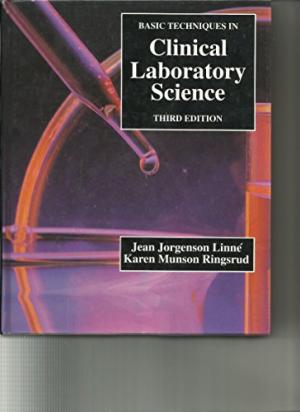 BASIC TECHNIQUES IN
Clinical
Laboratory
Science
THIRD EDITION
Jean Jorgenson Linné
Karen Munson Ringsrud